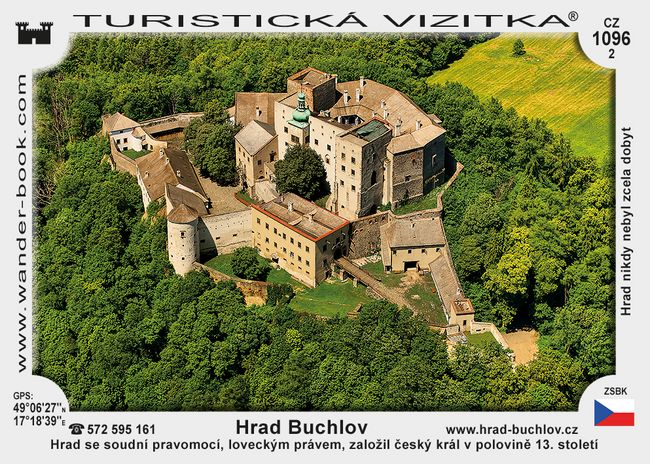 TURISTICKÁ VIZITKA®
CZ
1096
2
www.wander-book.com
Hrad nikdy nebyl zcela dobyt
GPS:
49°06'27"N
17°18'39"E
☎ 572 595 161
Hrad Buchlov
www.hrad-buchlov.cz
ZSBK
Hrad se soudní pravomocí, loveckým právem, založil český král v polovině 13. století